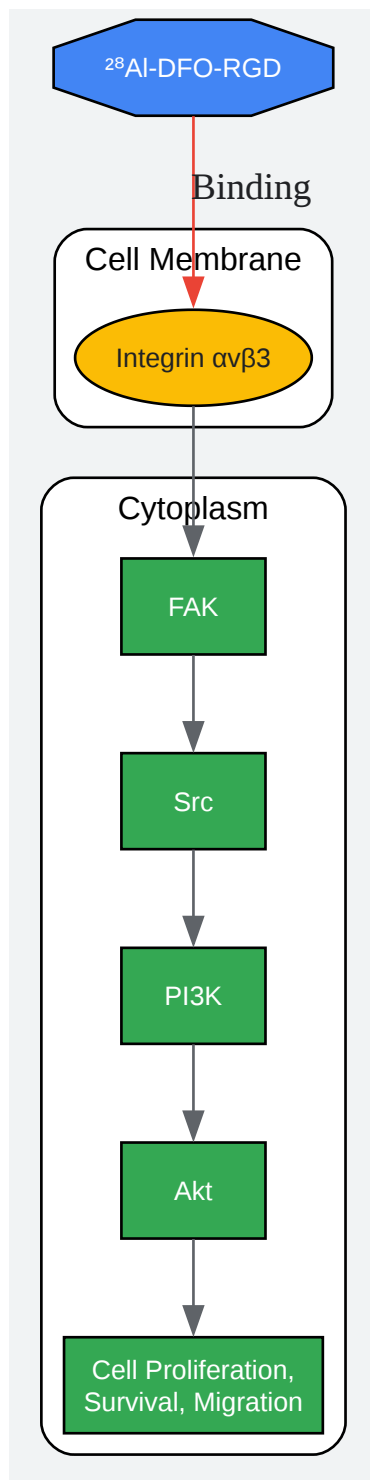 ²⁸Al-DFO-RGD
Binding
Cell Membrane
Integrin αvβ3
Cytoplasm
FAK
Src
PI3K
Akt
Cell Proliferation,
Survival, Migration